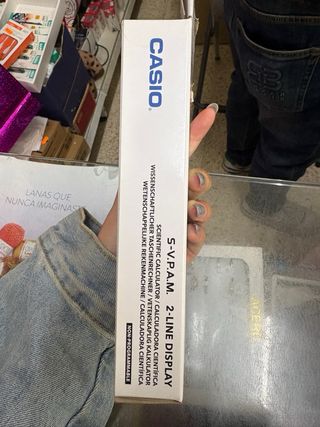 CASIO
S-V.P.A.M. 2-LINE DISPLAY
SCIENTIFIC CALCULATOR / CALCULADORA CIENTÍFICA
WISSENSCHAFTLICHER TASCHENRECHNER / VETENSKAPLIG KALKYLATOR
WETENSCHAPPELIJKE REKENMACHINE / CALCULADORA CIENTÍFICA
NON-PROGRAMMABLE
LANAS QUE
NUNCA IMAGINASTE